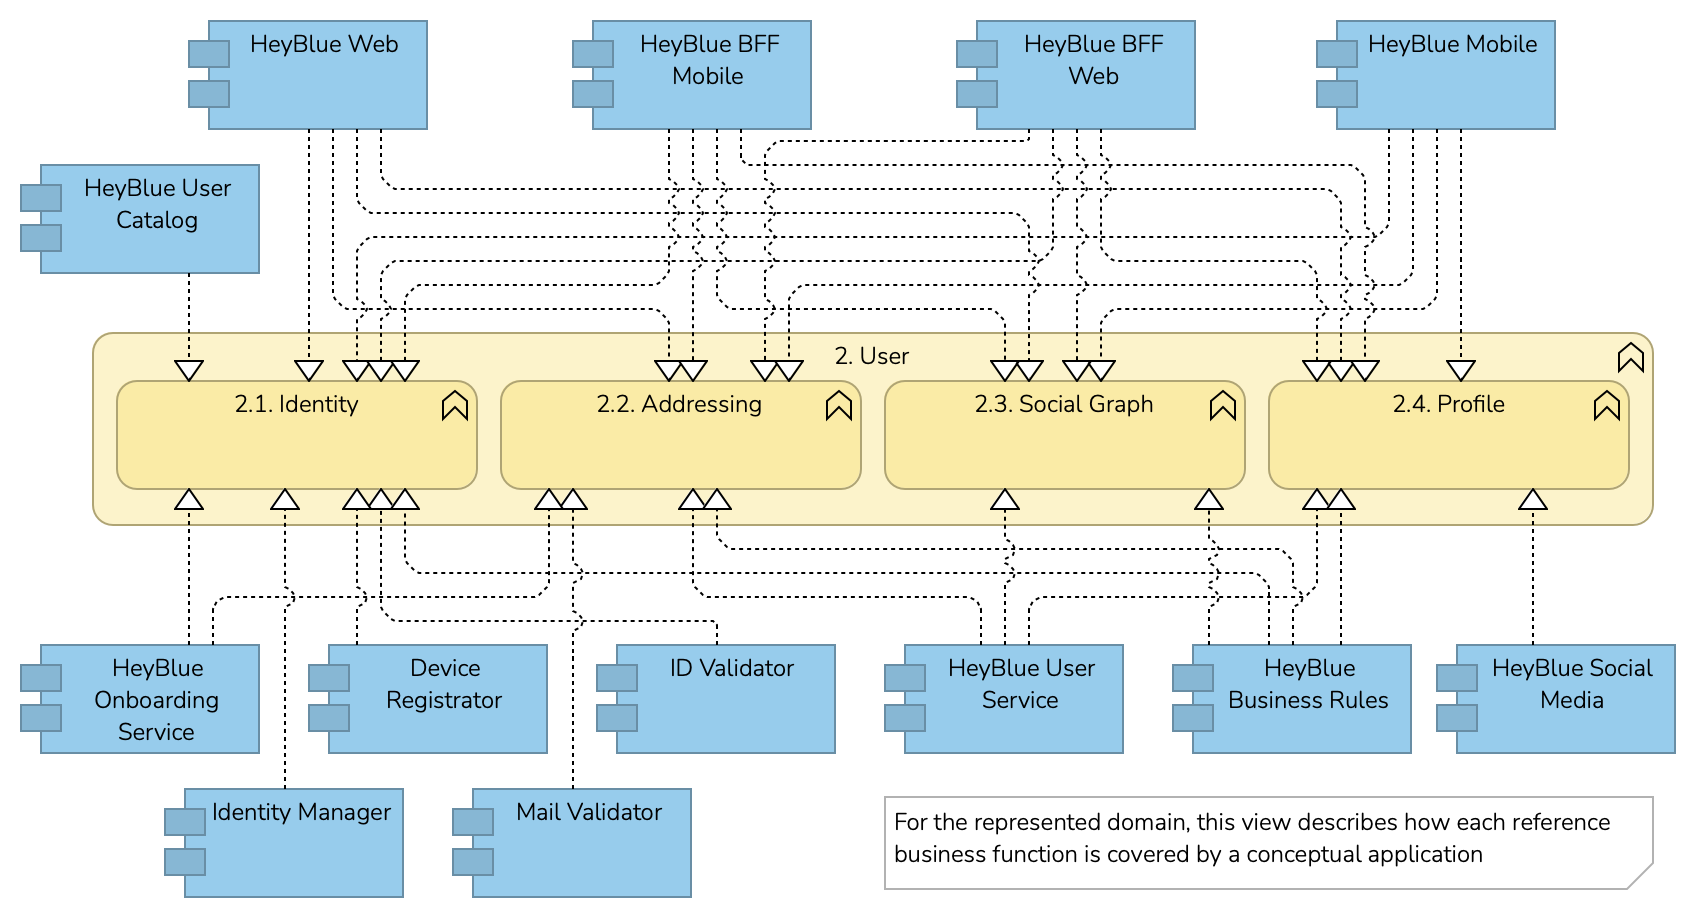 HeyBlue Web
HeyBlue BFF
Mobile
HeyBlue BFF
Web
HeyBlue Mobile
HeyBlue User
Catalog
2. User
2.1. Identity
2.2. Addressing
2.3. Social Graph
2.4. Profile
HeyBlue
Onboarding
Service
Device
Registrator
ID Validator
HeyBlue User
Service
HeyBlue
Business Rules
HeyBlue Social
Media
Identity Manager
Mail Validator
For the represented domain, this view describes how each reference
business function is covered by a conceptual application